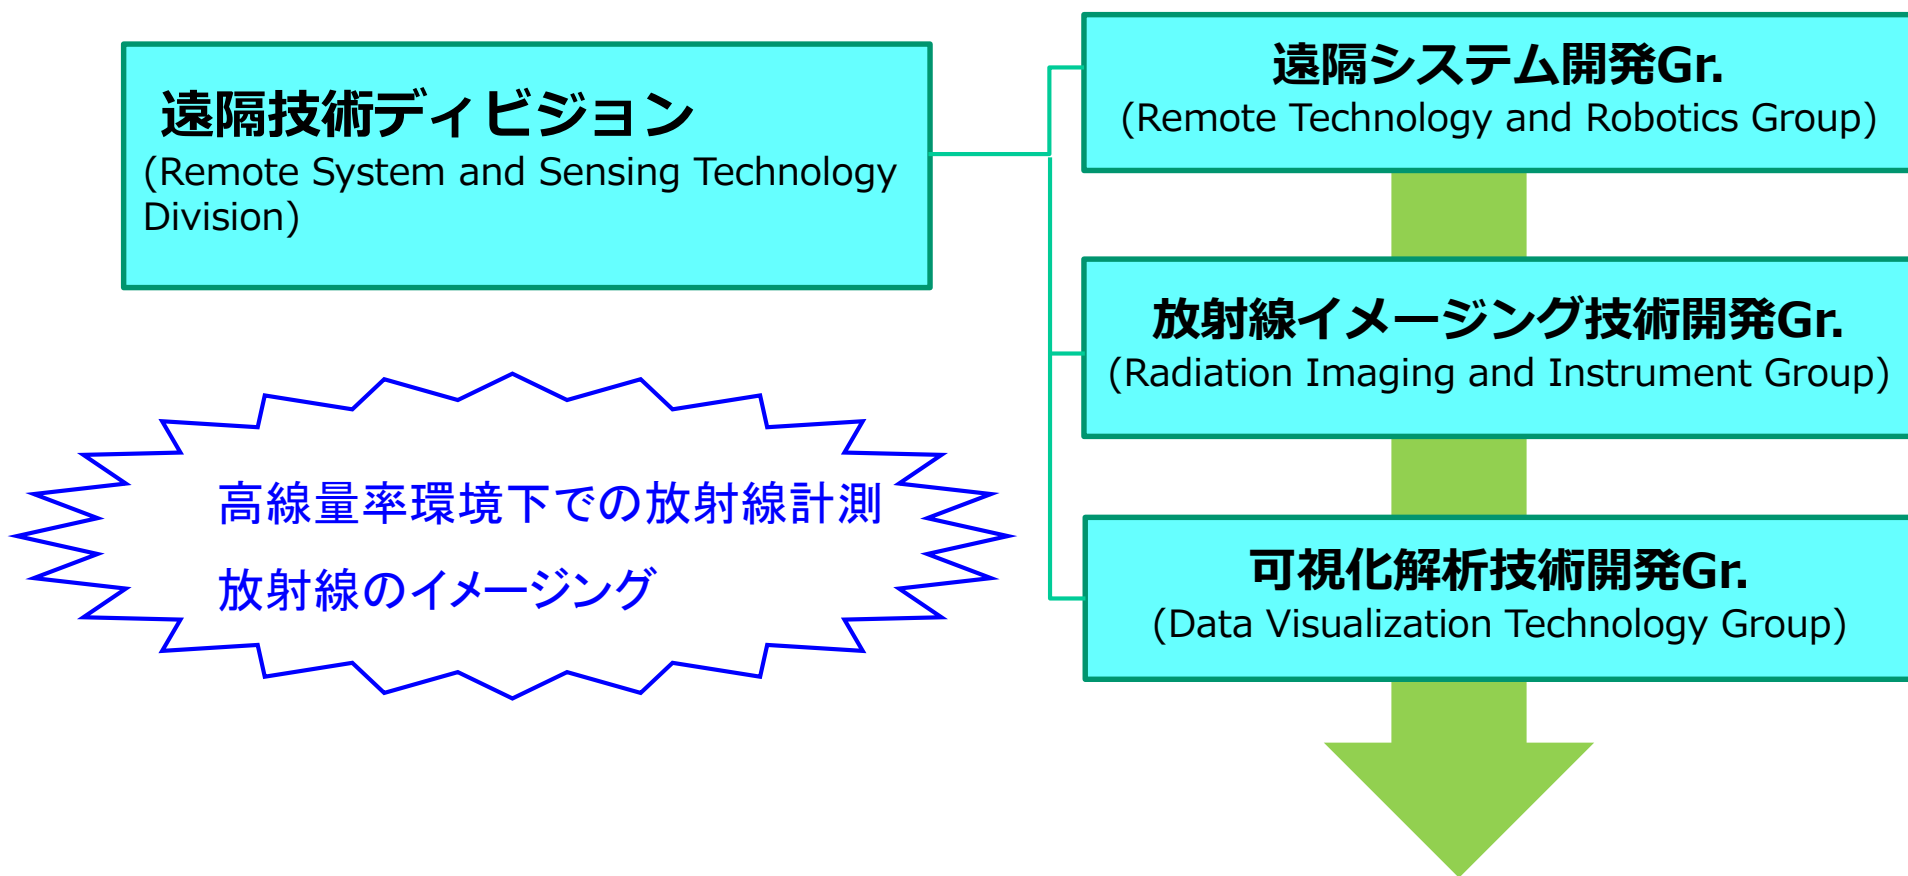 遠隔技術ディビジョン
(Remote System and Sensing Technology
Division)
遠隔システム開発Gr.
(Remote Technology and Robotics Group)
放射線イメージング技術開発Gr.
(Radiation Imaging and Instrument Group)
可視化解析技術開発Gr.
(Data Visualization Technology Group)
高線量率環境下での放射線計測
放射線のイメージング